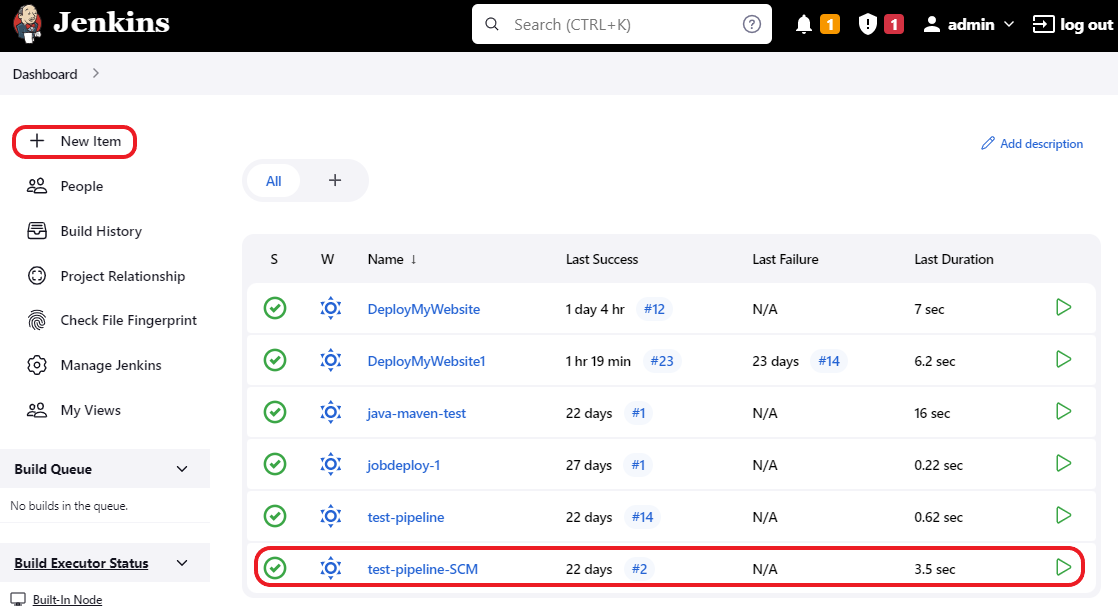 Jenkins Search (CTRL+K) 1 1 admin log out
Dashboard
New Item
Add description
People
All +
Build History
S W Name ↓ Last Success Last Failure Last Duration
Project Relationship
DeployMyWebsite 1 day 4 hr #12 N/A 7 sec
Check File Fingerprint
DeployMyWebsite1 1 hr 19 min #23 23 days #14 6.2 sec
Manage Jenkins
My Views
java-maven-test 22 days #1 N/A 16 sec
Build Queue
jobdeploy-1 27 days #1 N/A 0.22 sec
No builds in the queue.
test-pipeline 22 days #14 N/A 0.62 sec
Build Executor Status
test-pipeline-SCM 22 days #2 N/A 3.5 sec
Built-In Node